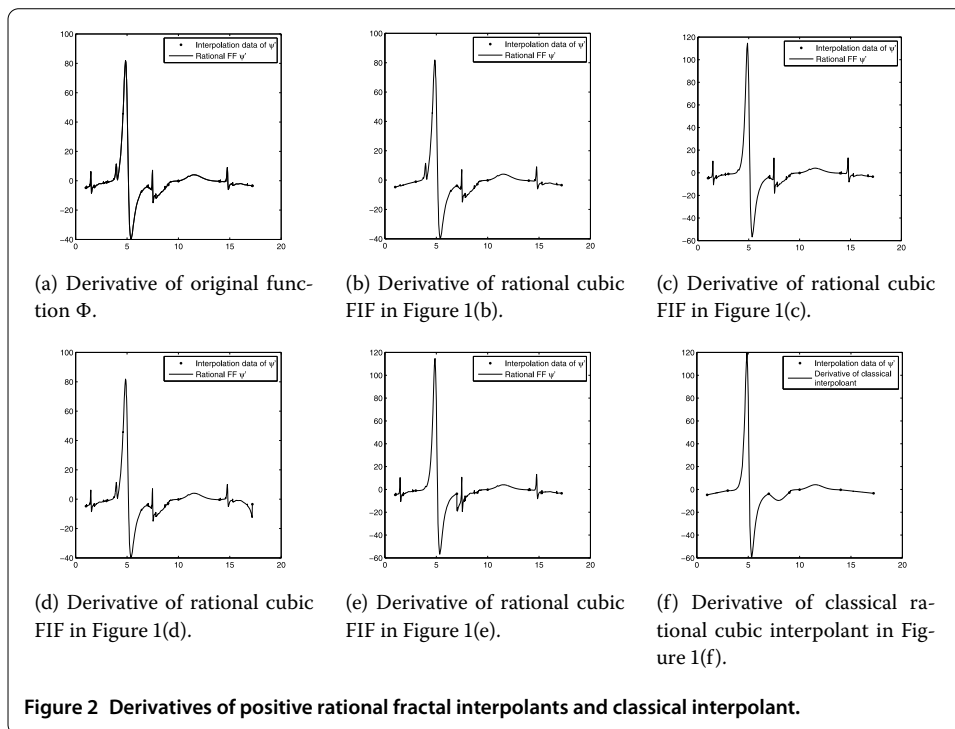 100
80
60
40
20
0
−20
−40
0 5 10 15 20
Interpolation data of ψ'
Rational FF ψ'
(a) Derivative of original func-
tion Φ.
100
80
60
40
20
0
−20
−40
0 5 10 15 20
Interpolation data of ψ'
Rational FF ψ'
(b) Derivative of rational cubic
FIF in Figure 1(b).
120
100
80
60
40
20
0
−20
−40
−60
0 5 10 15 20
Interpolation data of ψ'
Rational FF ψ'
(c) Derivative of rational cubic
FIF in Figure 1(c).
100
80
60
40
20
0
−20
−40
0 5 10 15 20
Interpolation data of ψ'
Rational FF ψ'
(d) Derivative of rational cubic
FIF in Figure 1(d).
120
100
80
60
40
20
0
−20
−40
−60
0 5 10 15 20
Interpolation data of ψ'
Rational FF ψ'
(e) Derivative of rational cubic
FIF in Figure 1(e).
120
100
80
60
40
20
0
−20
−40
−60
0 5 10 15 20
Interpolation data of ψ'
Derivative of classical
interpoloant
(f) Derivative of classical ra-
tional cubic interpolant in Fig-
ure 1(f).
Figure 2 Derivatives of positive rational fractal interpolants and classical interpolant.